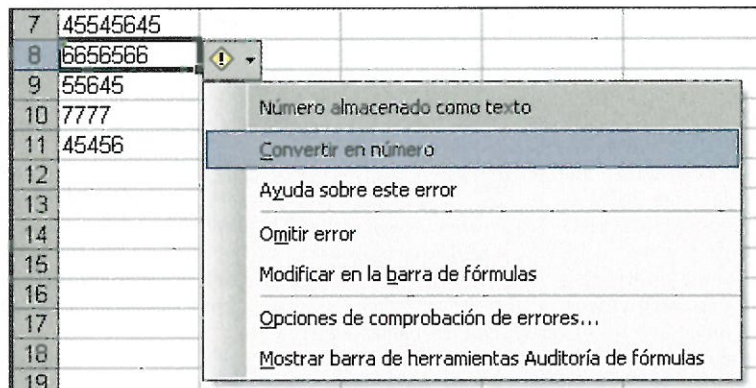 7 45545645
8 6656566
9 55645
10 7777
11 45456
12
13
14
15
16
17
18
19
Número almacenado como texto
Convertir en número
Ayuda sobre este error
Omitir error
Modificar en la barra de fórmulas
Opciones de comprobación de errores...
Mostrar barra de herramientas Auditoría de fórmulas